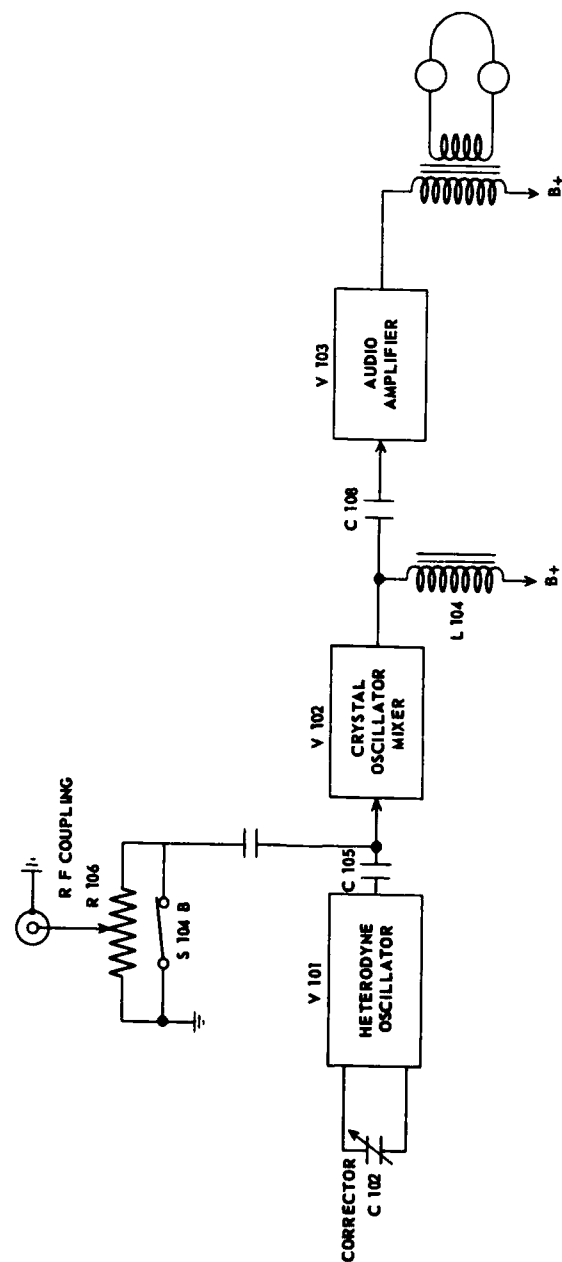 R F COUPLING
R 106
S 104 B
CORRECTOR
C 102
V 101
HETERODYNE
OSCILLATOR
C 105
V 102
CRYSTAL
OSCILLATOR
MIXER
L 104
B+
C 108
V 103
AUDIO
AMPLIFIER
B+